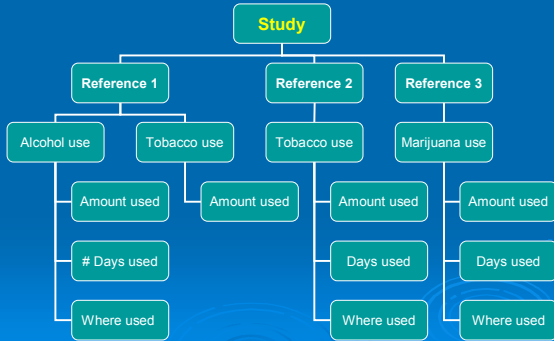 Study
Reference 1
Reference 2
Reference 3
Alcohol use
Tobacco use
Tobacco use
Marijuana use
Amount used
Amount used
Amount used
Amount used
# Days used
Days used
Days used
Where used
Where used
Where used